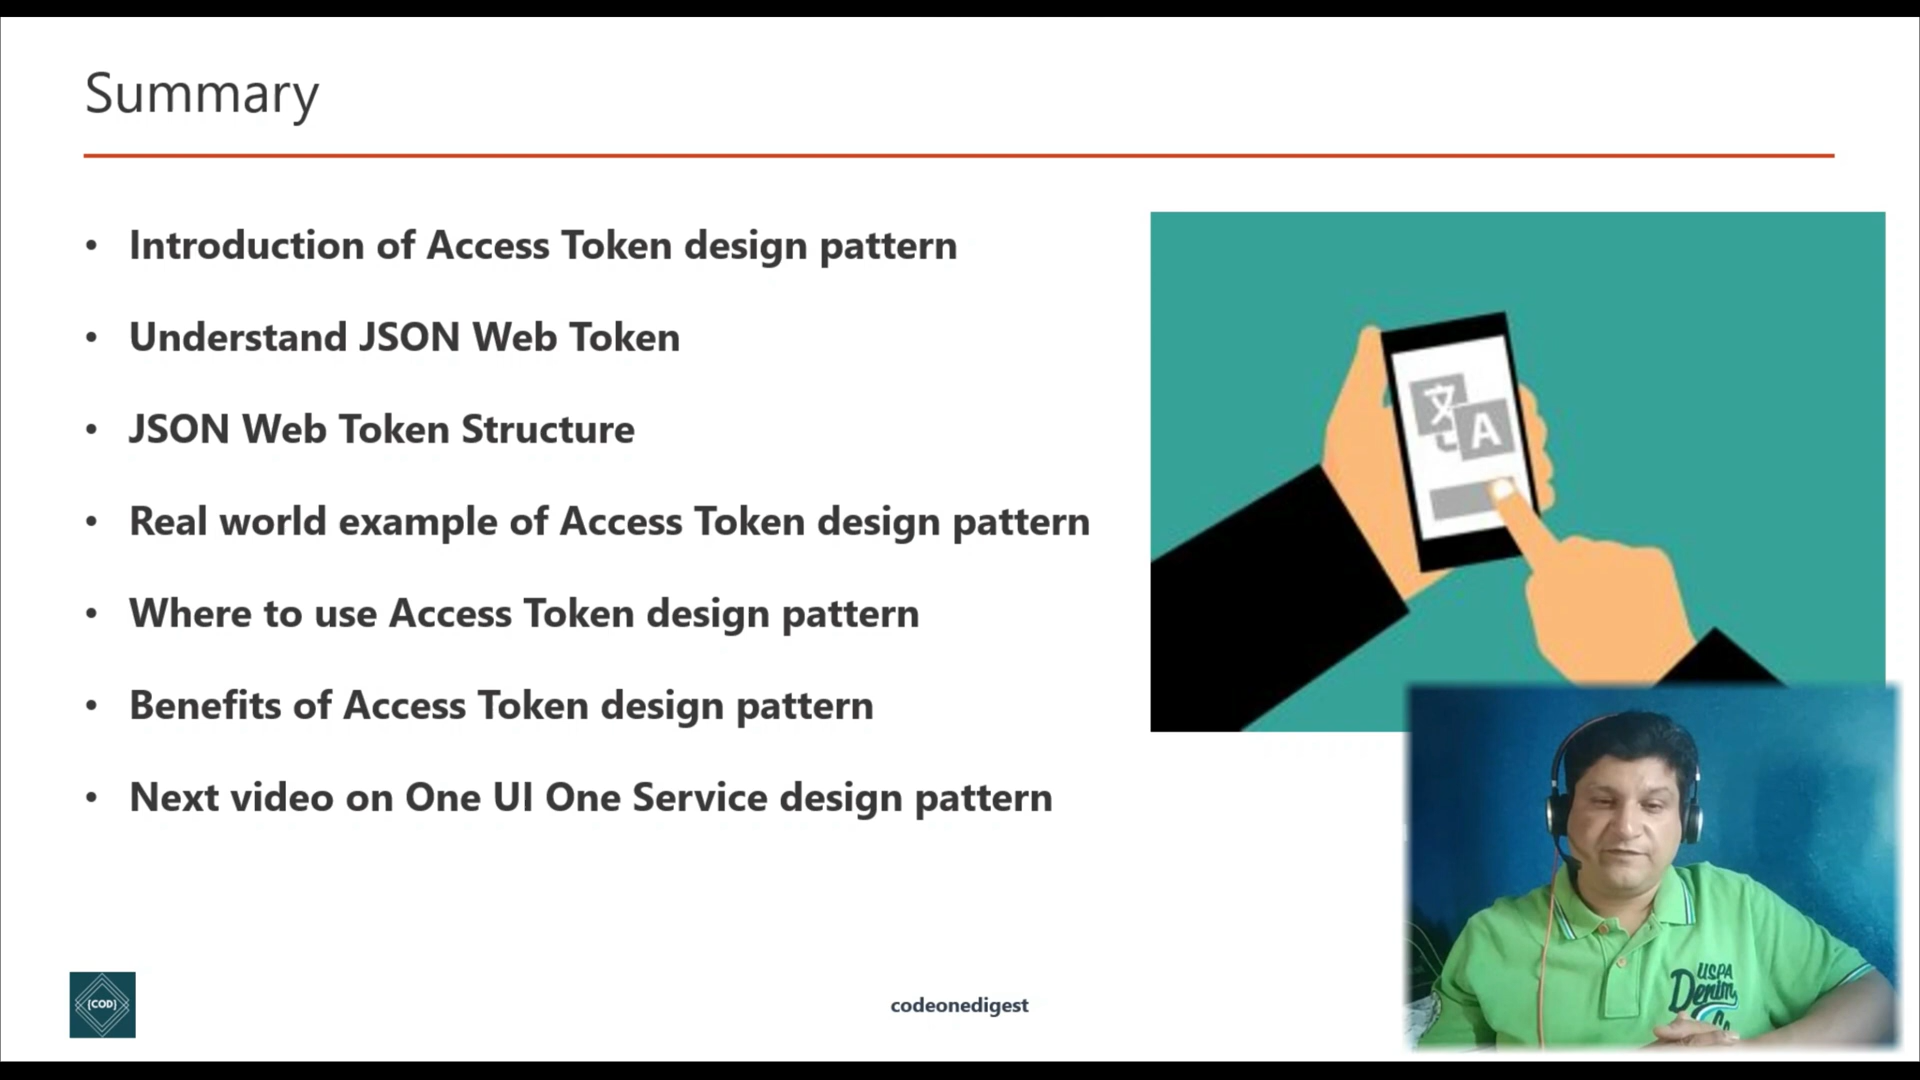 Summary
• Introduction of Access Token design pattern
• Understand JSON Web Token
• JSON Web Token Structure
• Real world example of Access Token design pattern
• Where to use Access Token design pattern
• Benefits of Access Token design pattern
• Next video on One UI One Service design pattern
文
A
{COD}
codeonedigest
USPA
Denim
Co